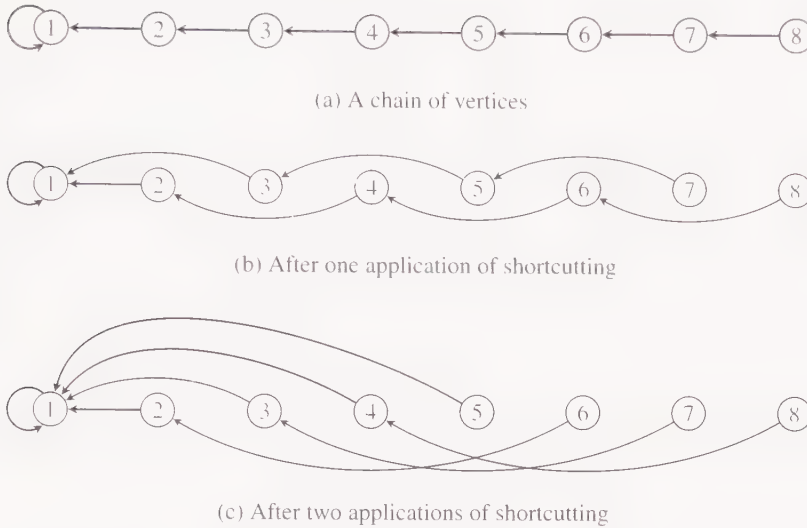 1 2 3 4 5 6 7 8
(a) A chain of vertices
1 2 3 4 5 6 7 8
(b) After one application of shortcutting
1 2 3 4 5 6 7 8
(c) After two applications of shortcutting